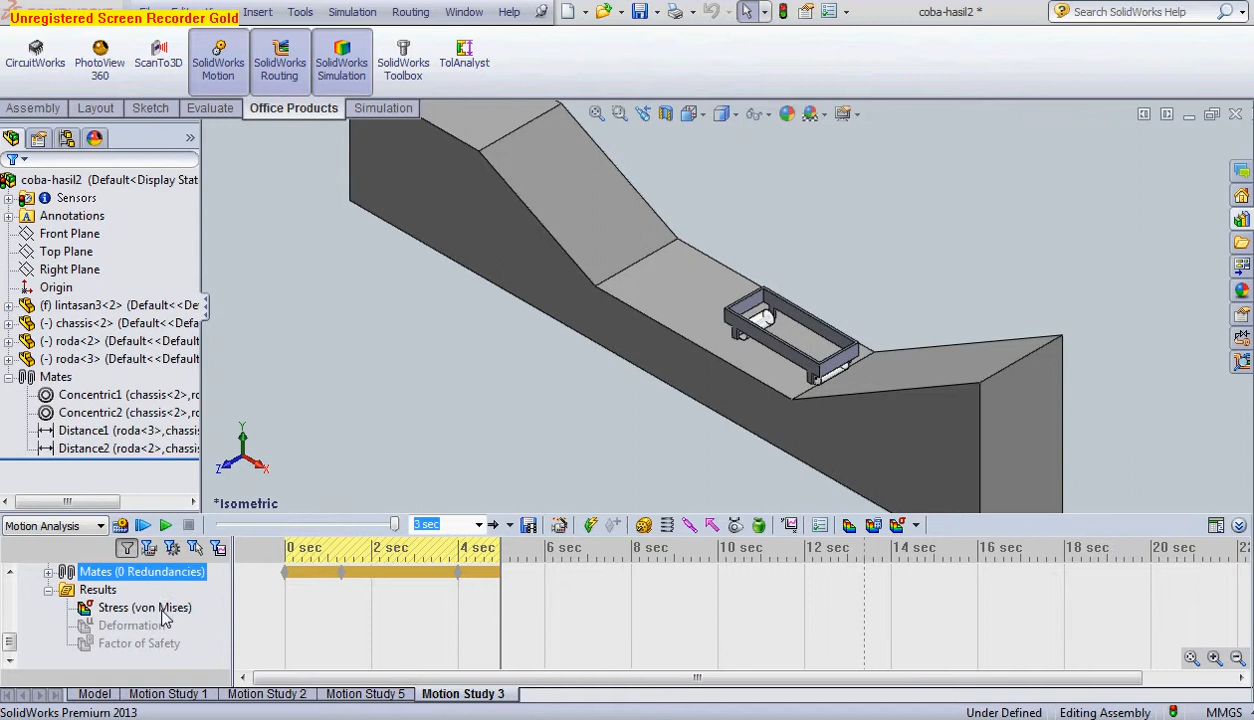 Unregistered Screen Recorder Gold
Insert Tools Simulation Routing Window Help
coba-hasil2 *
Search SolidWorks Help
CircuitWorks
PhotoView 360
ScanTo3D
SolidWorks Motion
SolidWorks Routing
SolidWorks Simulation
SolidWorks Toolbox
TolAnalyst
Assembly Layout Sketch Evaluate Office Products Simulation
coba-hasil2 (Default<Display Stat
Sensors
Annotations
Front Plane
Top Plane
Right Plane
Origin
(f) lintasan3<2> (Default<<De
(-) chassis<2> (Default<<Defa
(-) roda<2> (Default<<Default
(-) roda<3> (Default<<Default
Mates
Concentric1 (chassis<2>,ro
Concentric2 (chassis<2>,ro
Distance1 (roda<3>,chassis
Distance2 (roda<2>,chassis
Y
Z
X
*Isometric
Motion Analysis
3 sec
0 sec 2 sec 4 sec 6 sec 8 sec 10 sec 12 sec 14 sec 16 sec 18 sec 20 sec 22
Mates (0 Redundancies)
Results
Stress (von Mises)
Deformation
Factor of Safety
Model Motion Study 1 Motion Study 2 Motion Study 5 Motion Study 3
SolidWorks Premium 2013
Under Defined Editing Assembly MMGS